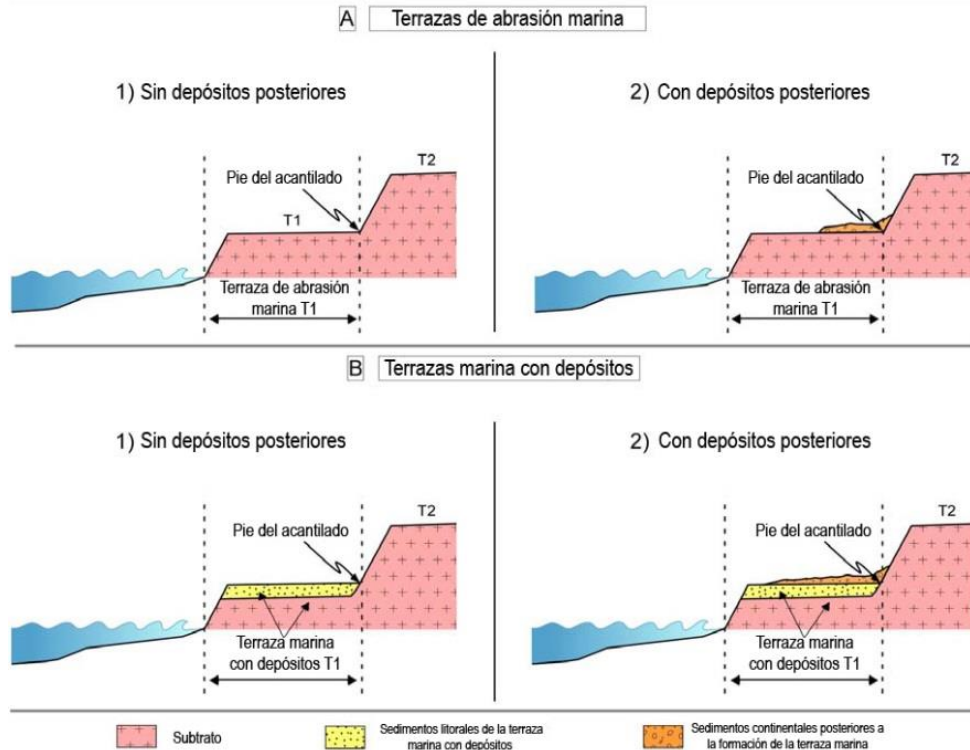 A Terrazas de abrasión marina
1) Sin depósitos posteriores
T2
Pie del acantilado
T1
Terraza de abrasión
marina T1
2) Con depósitos posteriores
T2
Pie del acantilado
Terraza de abrasión
marina T1
B Terrazas marina con depósitos
1) Sin depósitos posteriores
T2
Pie del acantilado
Terraza marina
con depósitos T1
2) Con depósitos posteriores
T2
Pie del acantilado
Terraza marina
con depósitos T1
Subtrato
Sedimentos litorales de la terraza
marina con depósitos
Sedimentos continentales posteriores a
la formación de la terraza marina